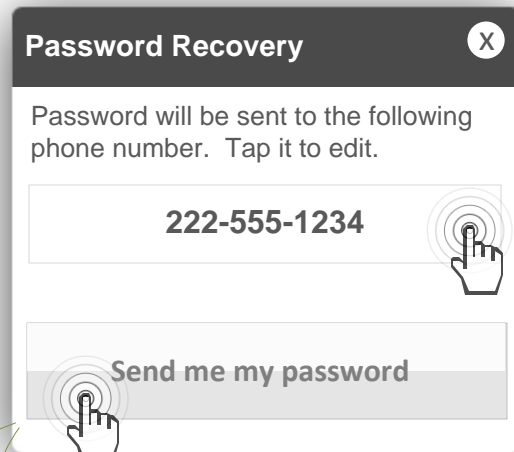 Password Recovery
X
Password will be sent to the following
phone number.  Tap it to edit.
222-555-1234
Send me my password